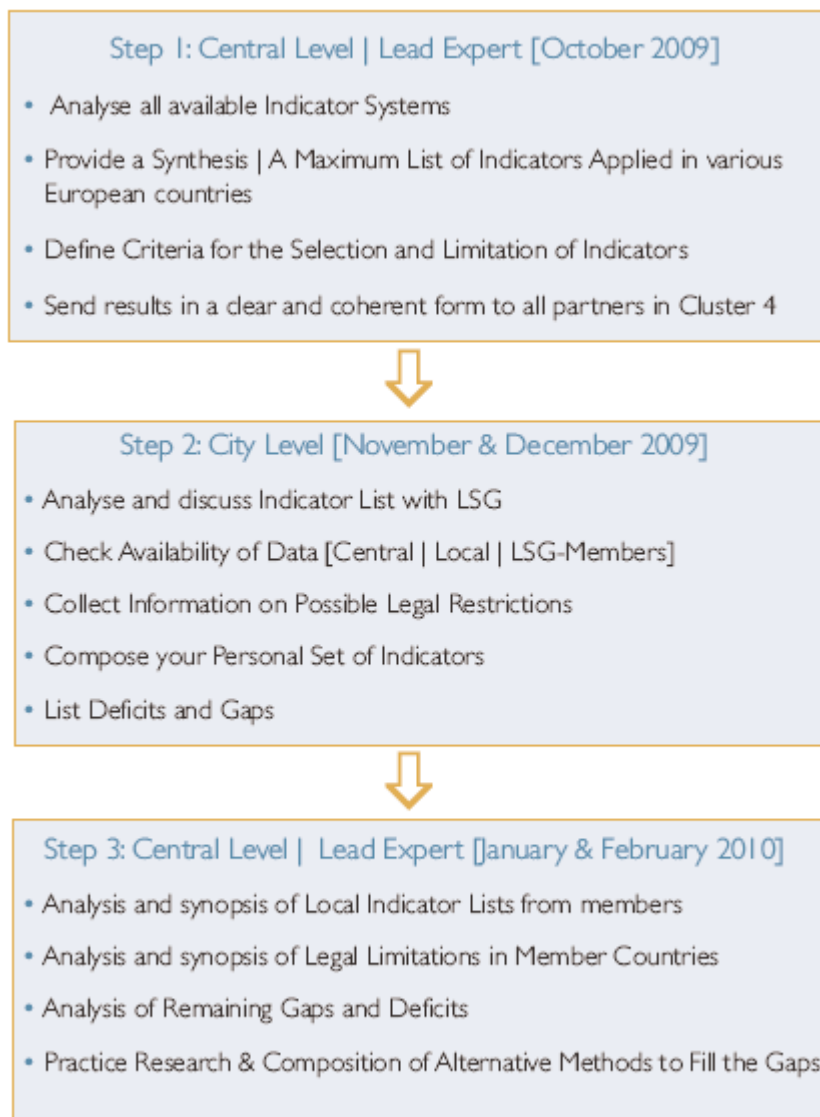 Step 1: Central Level | Lead Expert [October 2009]
• Analyse all available Indicator Systems
• Provide a Synthesis | A Maximum List of Indicators Applied in various
European countries
• Define Criteria for the Selection and Limitation of Indicators
• Send results in a clear and coherent form to all partners in Cluster 4
Step 2: City Level [November & December 2009]
• Analyse and discuss Indicator List with LSG
• Check Availability of Data [Central | Local | LSG-Members]
• Collect Information on Possible Legal Restrictions
• Compose your Personal Set of Indicators
• List Deficits and Gaps
Step 3: Central Level | Lead Expert [January & February 2010]
• Analysis and synopsis of Local Indicator Lists from members
• Analysis and synopsis of Legal Limitations in Member Countries
• Analysis of Remaining Gaps and Deficits
• Practice Research & Composition of Alternative Methods to Fill the Gaps